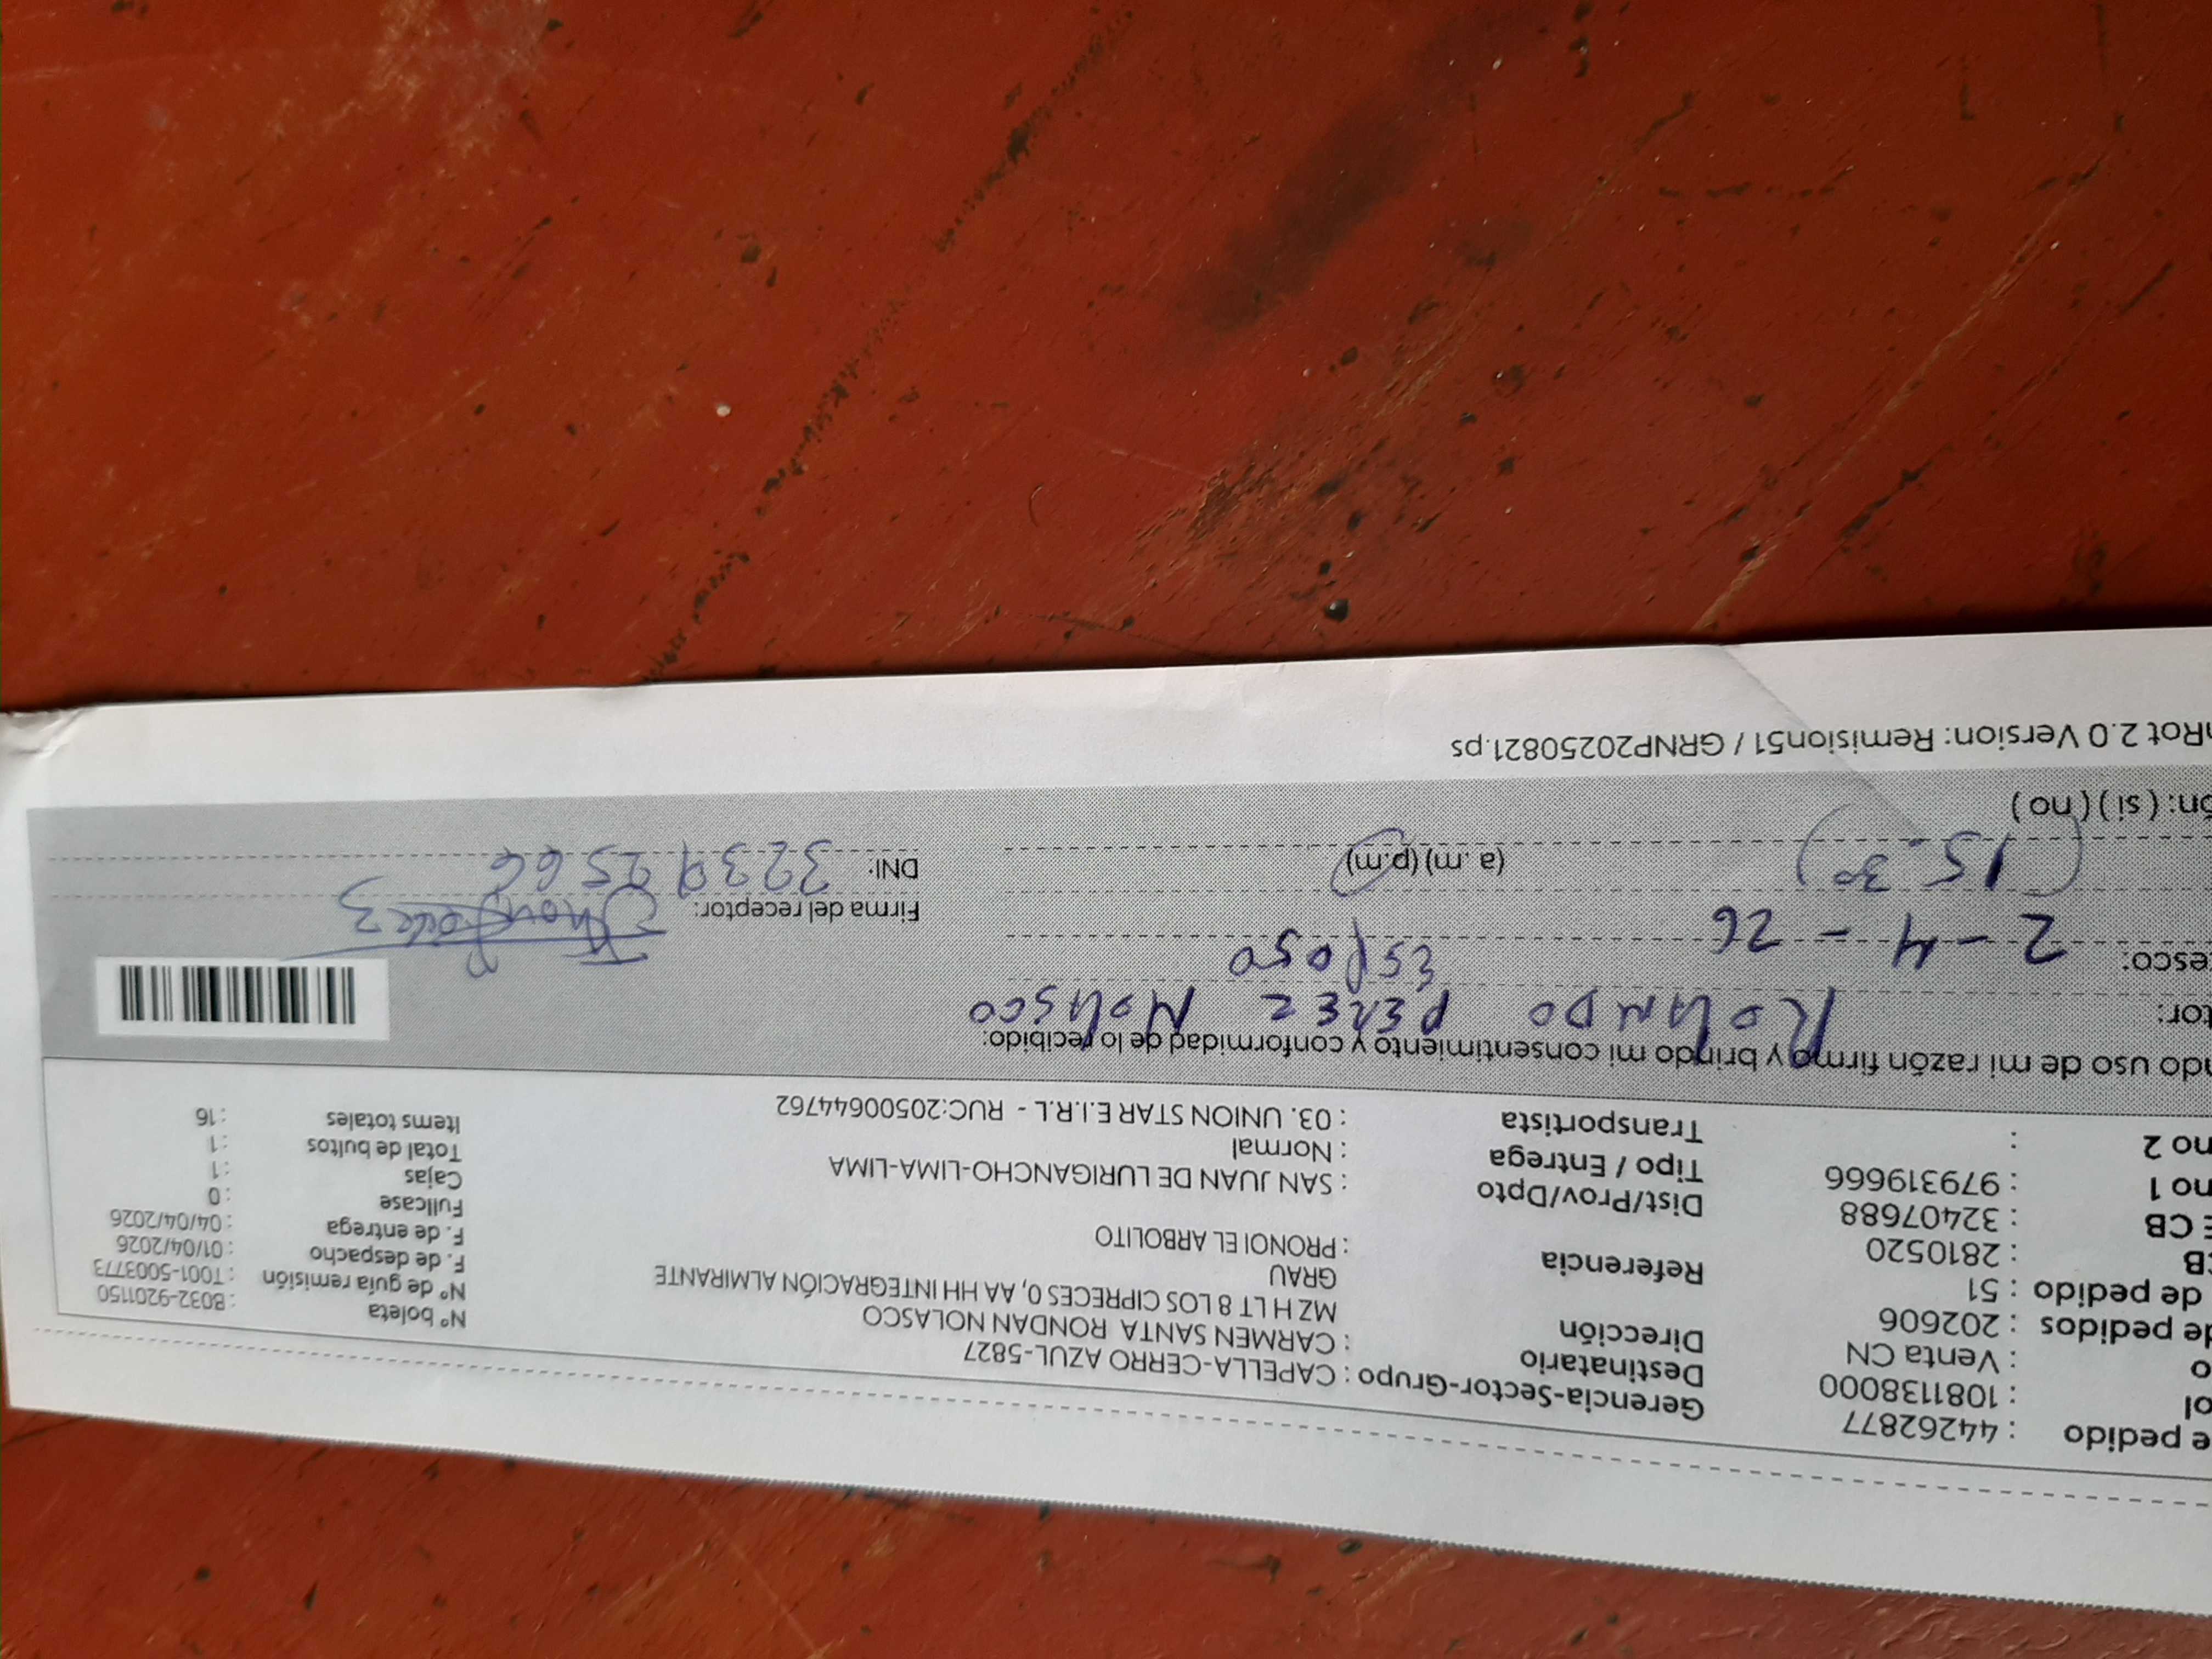 e pedido : 44262877
ol : 1081138000
o : Venta CN
de pedidos : 202606
de pedido : 51
CB : 2810520
E CB : 32407688
no 1 : 979319666
no 2 :
Gerencia-Sector-Grupo : CAPELLA-CERRO AZUL-5827
Destinatario : CARMEN SANTA RONDAN NOLASCO
Dirección MZ H LT 8 LOS CIPRECES 0, AA HH INTEGRACIÓN ALMIRANTE
GRAU
Referencia : PRONOI EL ARBOLITO
Dist/Prov/Dpto : SAN JUAN DE LURIGANCHO-LIMA-LIMA
Tipo / Entrega : Normal
Transportista : 03. UNION STAR E.I.R.L - RUC:20500644762
Nº boleta : B032-9201150
Nº de guía remisión : T001-5003773
F. de despacho : 01/04/2026
F. de entrega : 04/04/2026
Fullcase : 0
Cajas : 1
Total de bultos : 1
Items totales : 16
ndo uso de mi razón firmo y brindo mi consentimiento y conformidad de lo recibido:
tor: ROLANDO PEREZ NOLASCO
esco: ESPOSO
2 - 4 - 26
(15.30) (a. m) (p.m)
ón: ( si ) ( no )
Firma del receptor:
DNI:
nRot 2.0 Version: Remision51 / GRNP20250821.ps